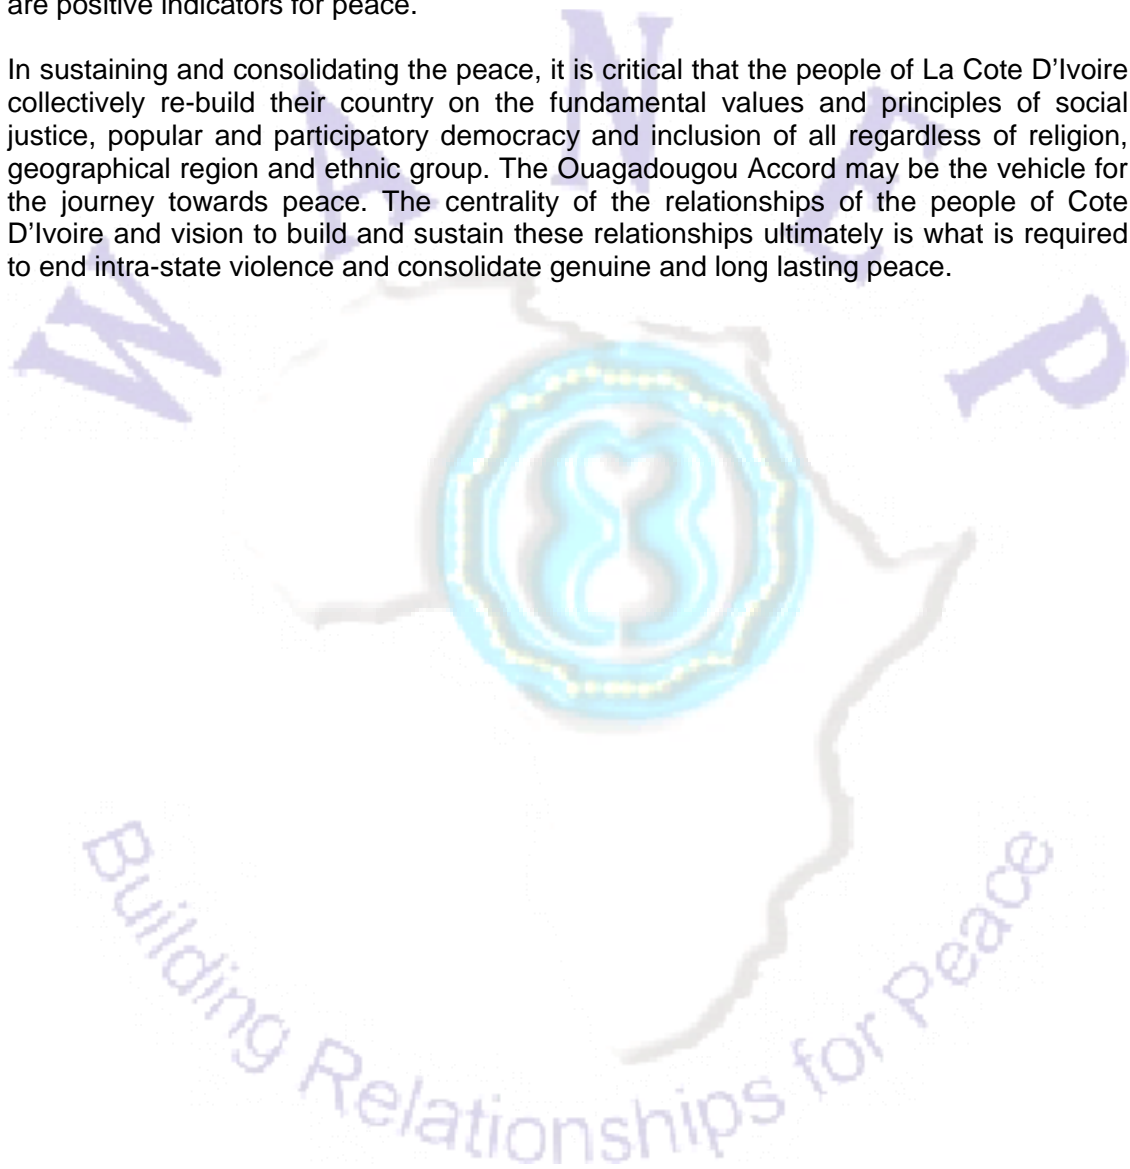 are positive indicators for peace.
In sustaining and consolidating the peace, it is critical that the people of La Cote D’Ivoire
collectively re-build their country on the fundamental values and principles of social
justice, popular and participatory democracy and inclusion of all regardless of religion,
geographical region and ethnic group. The Ouagadougou Accord may be the vehicle for
the journey towards peace. The centrality of the relationships of the people of Cote
D’Ivoire and vision to build and sustain these relationships ultimately is what is required
to end intra-state violence and consolidate genuine and long lasting peace.
WANEP
Building Relationships for Peace